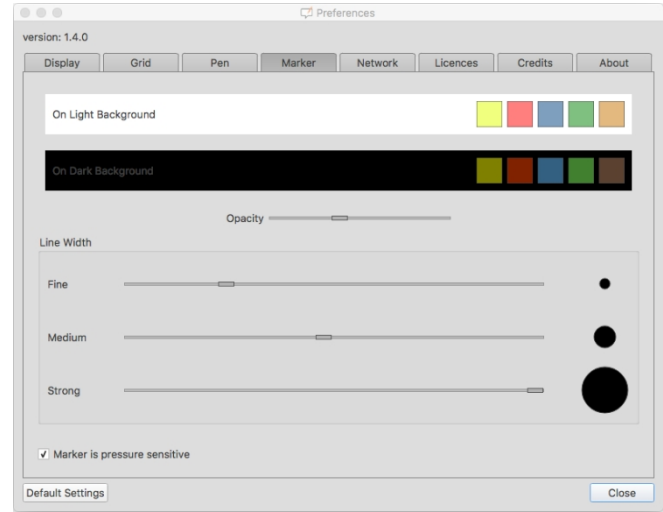 Preferences
version: 1.4.0
Display Grid Pen Marker Network Licences Credits About
On Light Background
On Dark Background
Opacity
Line Width
Fine
Medium
Strong
Marker is pressure sensitive
Default Settings Close